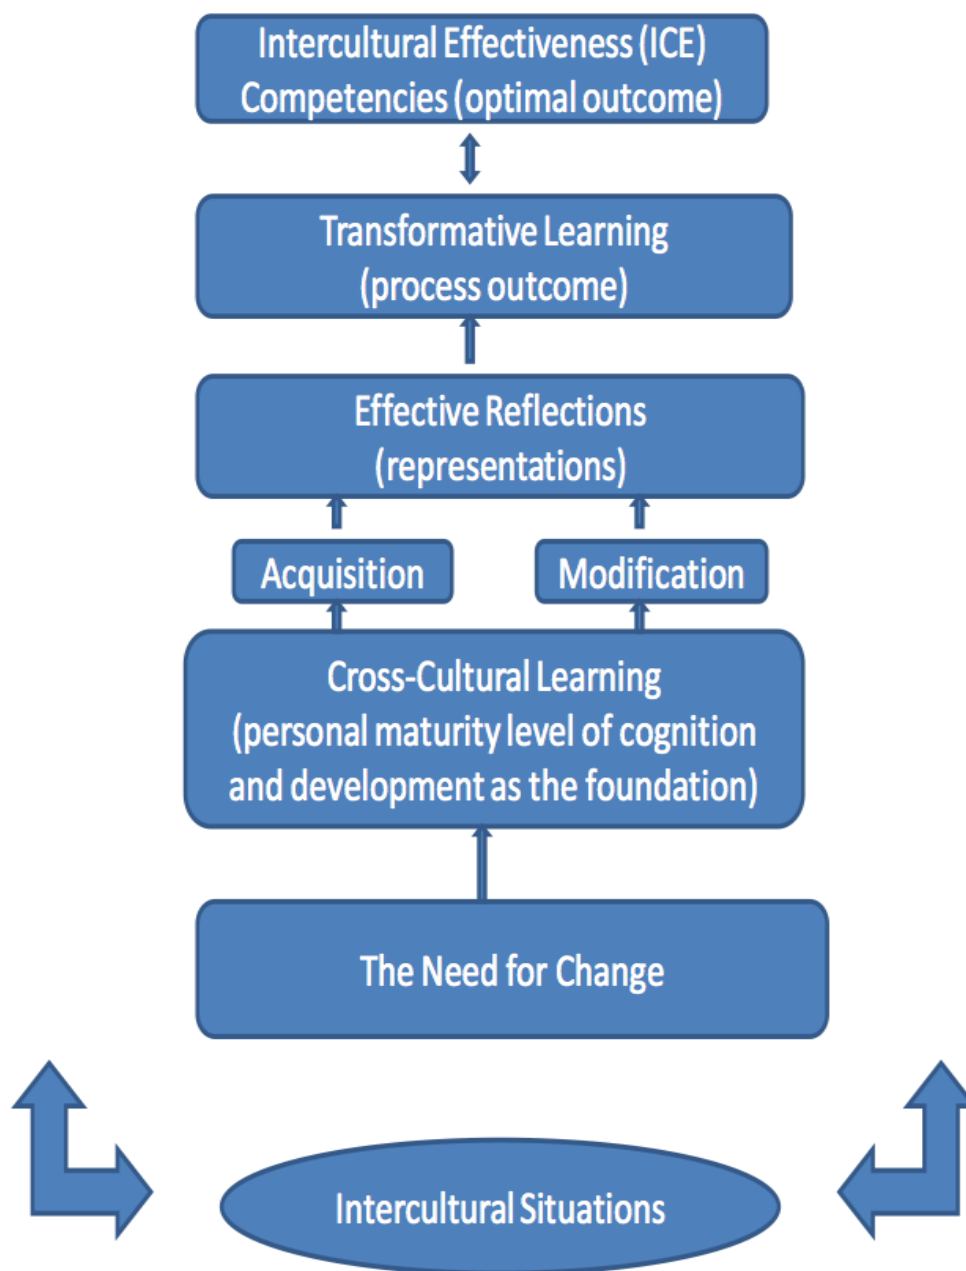 Intercultural Effectiveness (ICE)
Competencies (optimal outcome)
Transformative Learning
(process outcome)
Effective Reflections
(representations)
Acquisition
Modification
Cross-Cultural Learning
(personal maturity level of cognition
and development as the foundation)
The Need for Change
Intercultural Situations